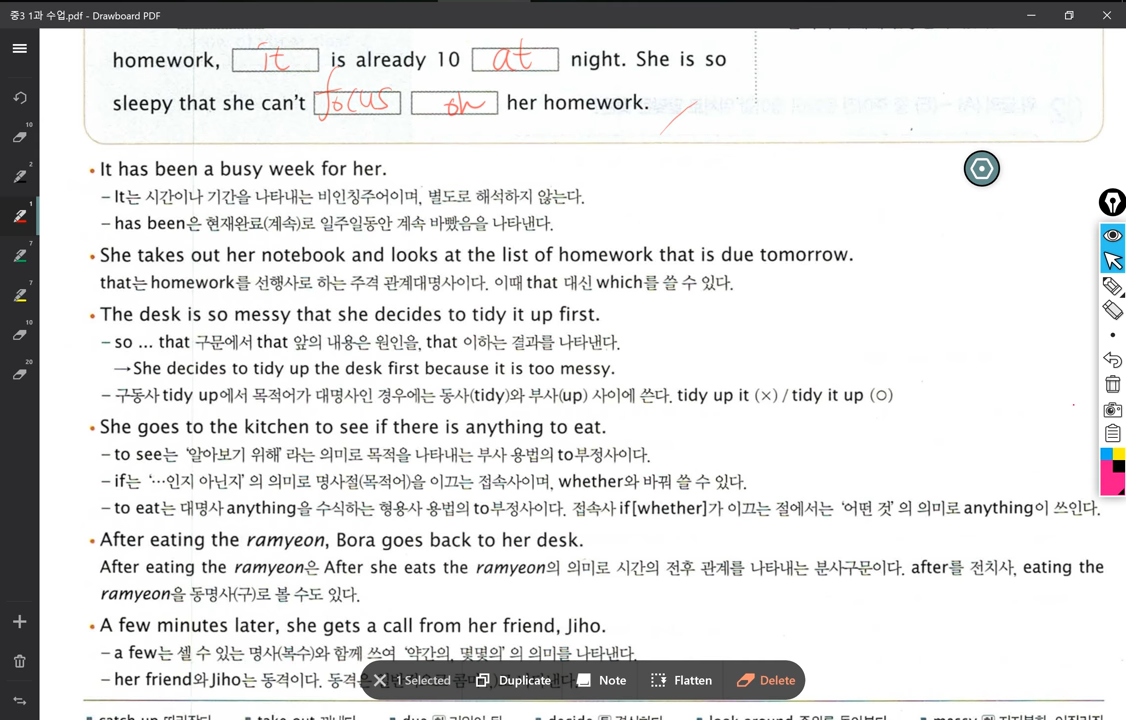 중3 1과 수업.pdf - Drawboard PDF
homework, it is already 10 at night. She is so
sleepy that she can't focus on her homework.
• It has been a busy week for her.
– It는 시간이나 기간을 나타내는 비인칭주어이며, 별도로 해석하지 않는다.
– has been은 현재완료(계속)로 일주일동안 계속 바빴음을 나타낸다.
• She takes out her notebook and looks at the list of homework that is due tomorrow.
that는 homework를 선행사로 하는 주격 관계대명사이다. 이때 that 대신 which를 쓸 수 있다.
• The desk is so messy that she decides to tidy it up first.
– so ... that 구문에서 that 앞의 내용은 원인을, that 이하는 결과를 나타낸다.
→ She decides to tidy up the desk first because it is too messy.
– 구동사 tidy up에서 목적어가 대명사인 경우에는 동사(tidy)와 부사(up) 사이에 쓴다. tidy up it (×) / tidy it up (○)
• She goes to the kitchen to see if there is anything to eat.
– to see는 '알아보기 위해' 라는 의미로 목적을 나타내는 부사 용법의 to부정사이다.
– if는 '…인지 아닌지' 의 의미로 명사절(목적어)을 이끄는 접속사이며, whether와 바꿔 쓸 수 있다.
– to eat는 대명사 anything을 수식하는 형용사 용법의 to부정사이다. 접속사 if[whether]가 이끄는 절에서는 '어떤 것' 의 의미로 anything이 쓰인다.
• After eating the ramyeon, Bora goes back to her desk.
After eating the ramyeon은 After she eats the ramyeon의 의미로 시간의 전후 관계를 나타내는 분사구문이다. after를 전치사, eating the
ramyeon을 동명사(구)로 볼 수도 있다.
• A few minutes later, she gets a call from her friend, Jiho.
– a few는 셀 수 있는 명사(복수)와 함께 쓰여 '약간의, 몇몇의' 의 의미를 나타낸다.
– her friend와 Jiho는 동격이다. 동격은
Selected Duplicate Note Flatten Delete
10
2
1
7
7
10
20